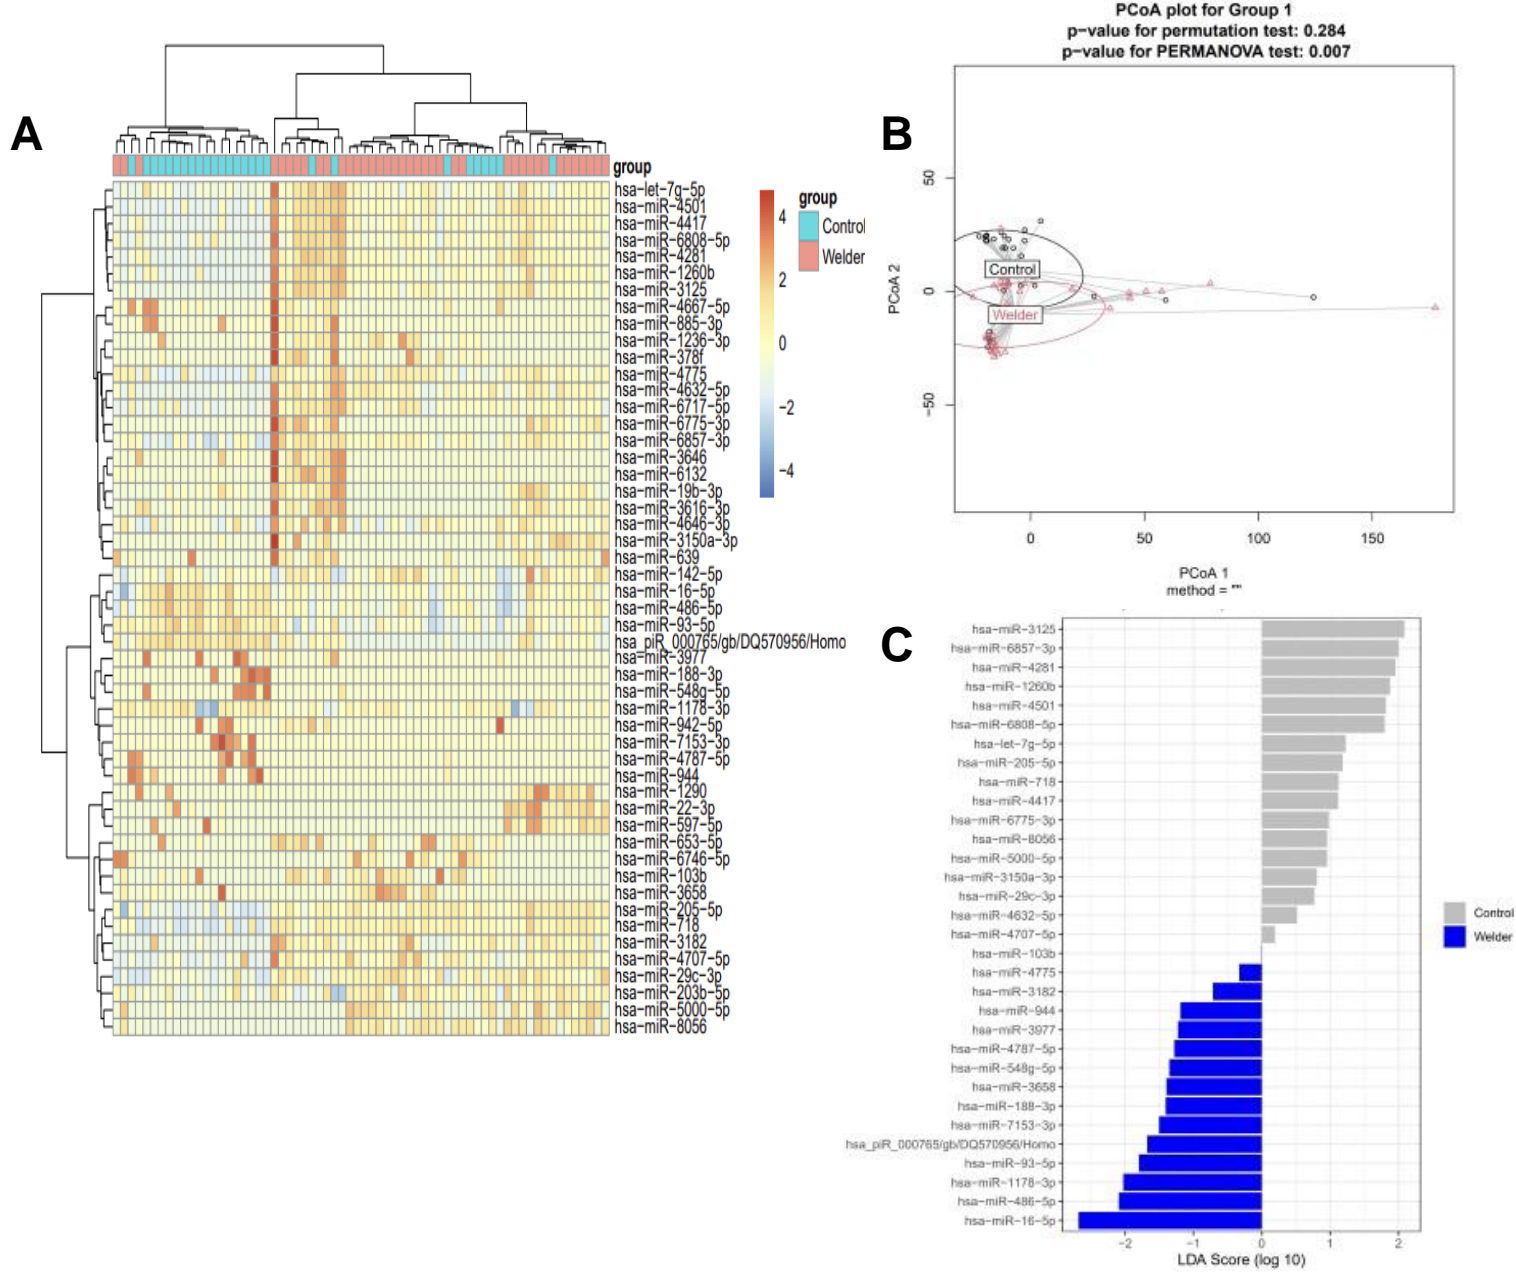 A
group
hsa-let-7g-5p
hsa-miR-4501
hsa-miR-4417
hsa-miR-6808-5p
hsa-miR-4281
hsa-miR-1260b
hsa-miR-3125
hsa-miR-4667-5p
hsa-miR-885-3p
hsa-miR-1236-3p
hsa-miR-378f
hsa-miR-4775
hsa-miR-4632-5p
hsa-miR-6717-5p
hsa-miR-6775-3p
hsa-miR-6857-3p
hsa-miR-3646
hsa-miR-6132
hsa-miR-19b-3p
hsa-miR-3616-3p
hsa-miR-4646-3p
hsa-miR-3150a-3p
hsa-miR-639
hsa-miR-142-5p
hsa-miR-16-5p
hsa-miR-486-5p
hsa-miR-93-5p
hsa_piR_000765/gb/DQ570956/Homo
hsa-miR-3977
hsa-miR-188-3p
hsa-miR-548g-5p
hsa-miR-1178-3p
hsa-miR-942-5p
hsa-miR-7153-3p
hsa-miR-4787-5p
hsa-miR-944
hsa-miR-1290
hsa-miR-22-3p
hsa-miR-597-5p
hsa-miR-653-5p
hsa-miR-6746-5p
hsa-miR-103b
hsa-miR-3658
hsa-miR-205-5p
hsa-miR-718
hsa-miR-3182
hsa-miR-4707-5p
hsa-miR-29c-3p
hsa-miR-203b-5p
hsa-miR-5000-5p
hsa-miR-8056
4
2
0
-2
-4
group
Control
Welder
B
PCoA plot for Group 1
p-value for permutation test: 0.284
p-value for PERMANOVA test: 0.007
PCoA 2
50
0
-50
Control
Welder
0 50 100 150
PCoA 1
method = ""
C
hsa-miR-3125
hsa-miR-6857-3p
hsa-miR-4281
hsa-miR-1260b
hsa-miR-4501
hsa-miR-6808-5p
hsa-let-7g-5p
hsa-miR-205-5p
hsa-miR-718
hsa-miR-4417
hsa-miR-6775-3p
hsa-miR-8056
hsa-miR-5000-5p
hsa-miR-3150a-3p
hsa-miR-29c-3p
hsa-miR-4632-5p
hsa-miR-4707-5p
hsa-miR-103b
hsa-miR-4775
hsa-miR-3182
hsa-miR-944
hsa-miR-3977
hsa-miR-4787-5p
hsa-miR-548g-5p
hsa-miR-3658
hsa-miR-188-3p
hsa-miR-7153-3p
hsa_piR_000765/gb/DQ570956/Homo
hsa-miR-93-5p
hsa-miR-1178-3p
hsa-miR-486-5p
hsa-miR-16-5p
-2 -1 0 1 2
LDA Score (log 10)
Control
Welder